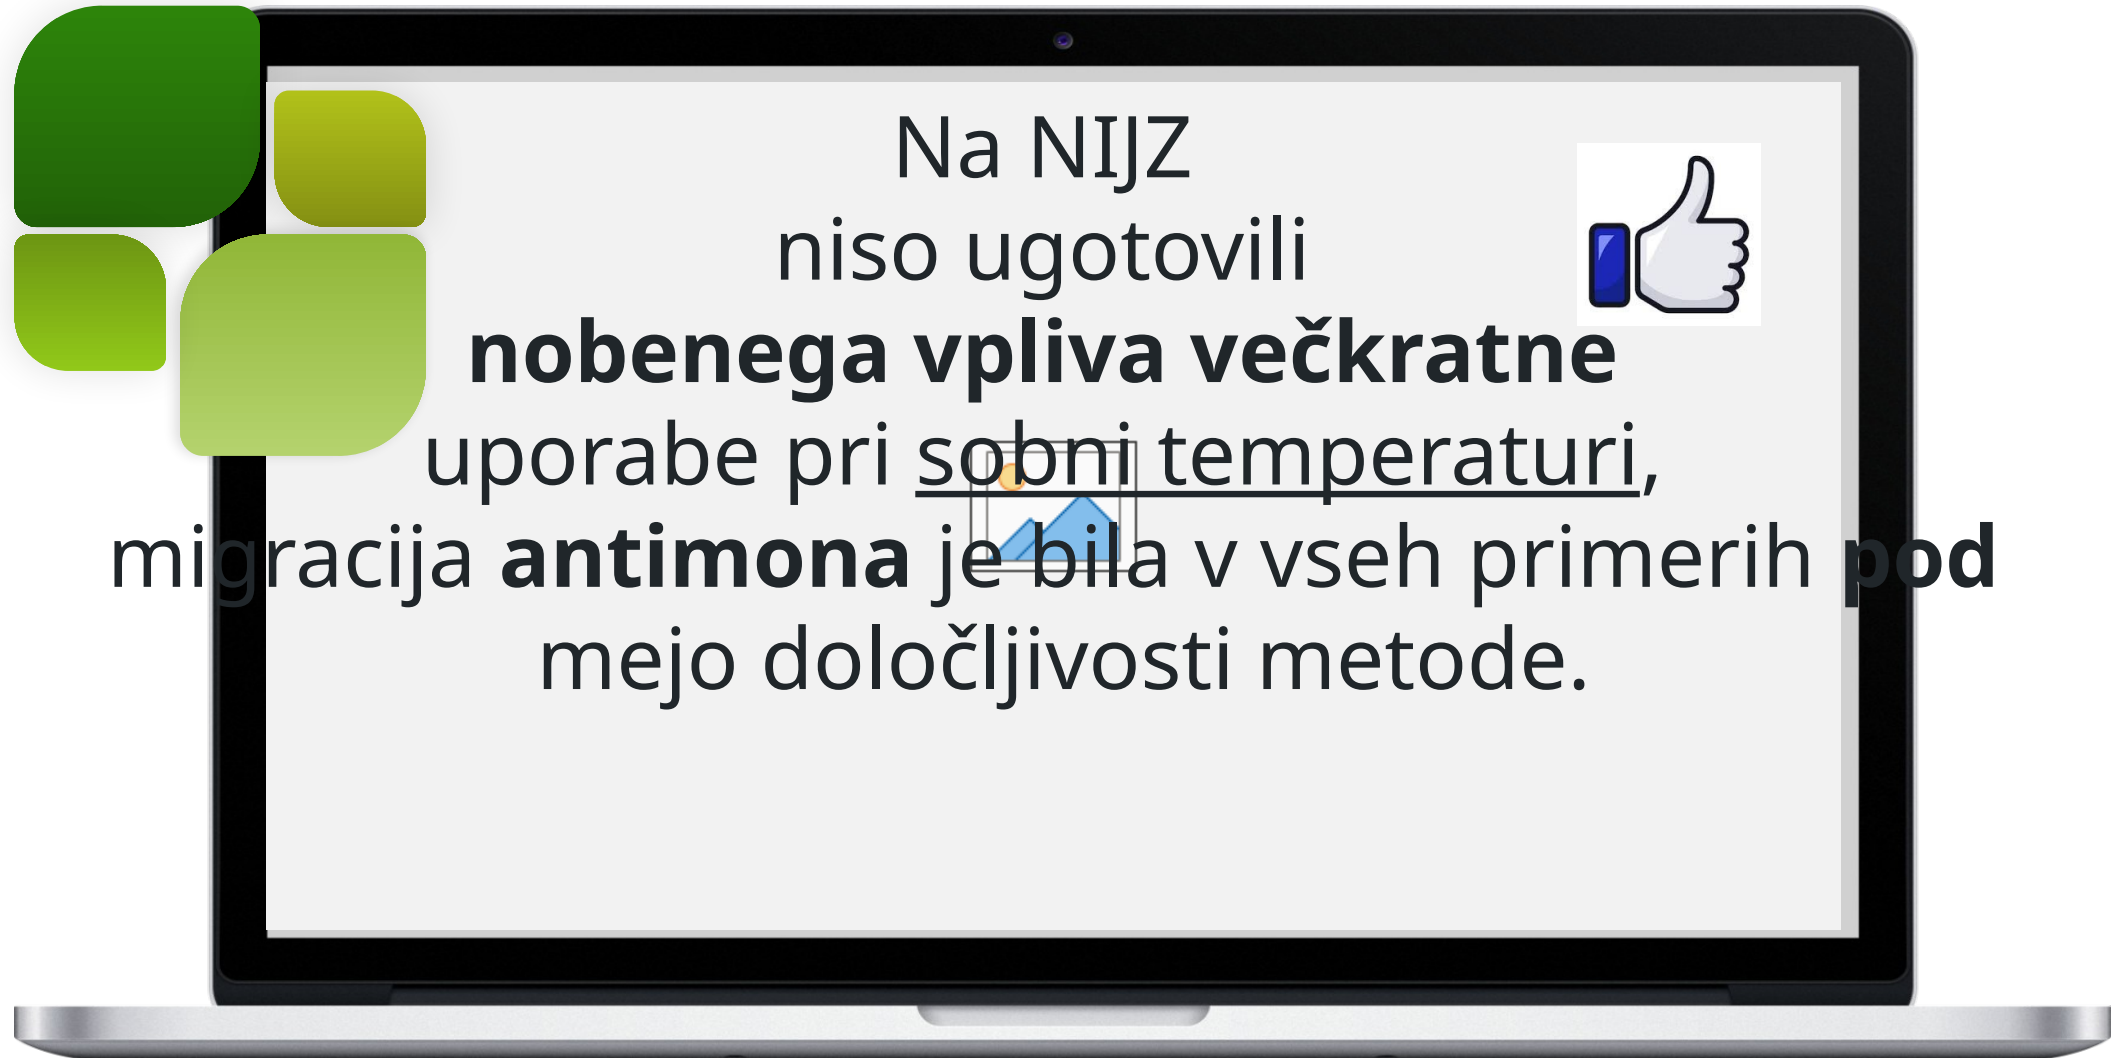 Na NIJZ
niso ugotovili
nobenega vpliva večkratne
uporabe pri sobni temperaturi,
migracija antimona je bila v vseh primerih pod
mejo določljivosti metode.